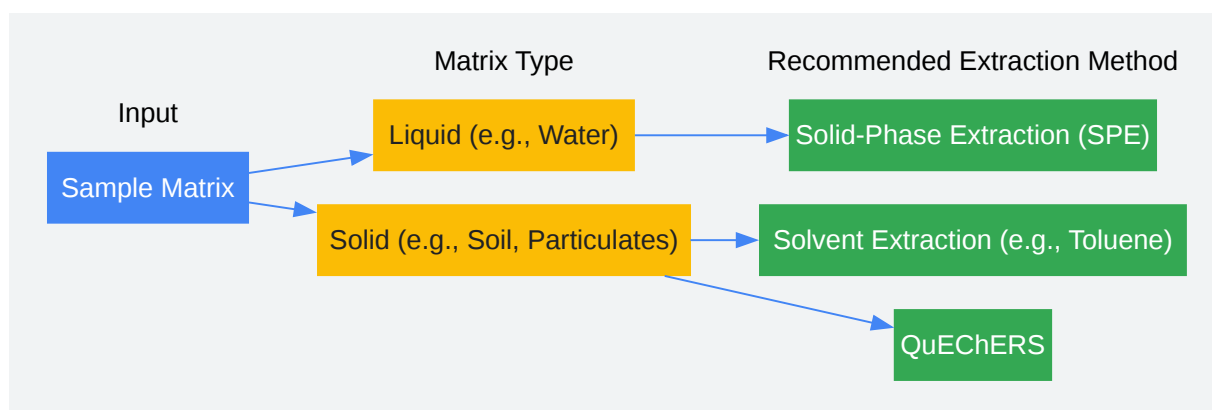 Input
Sample Matrix
Matrix Type
Liquid (e.g., Water)
Solid (e.g., Soil, Particulates)
Recommended Extraction Method
Solid-Phase Extraction (SPE)
Solvent Extraction (e.g., Toluene)
QuEChERS